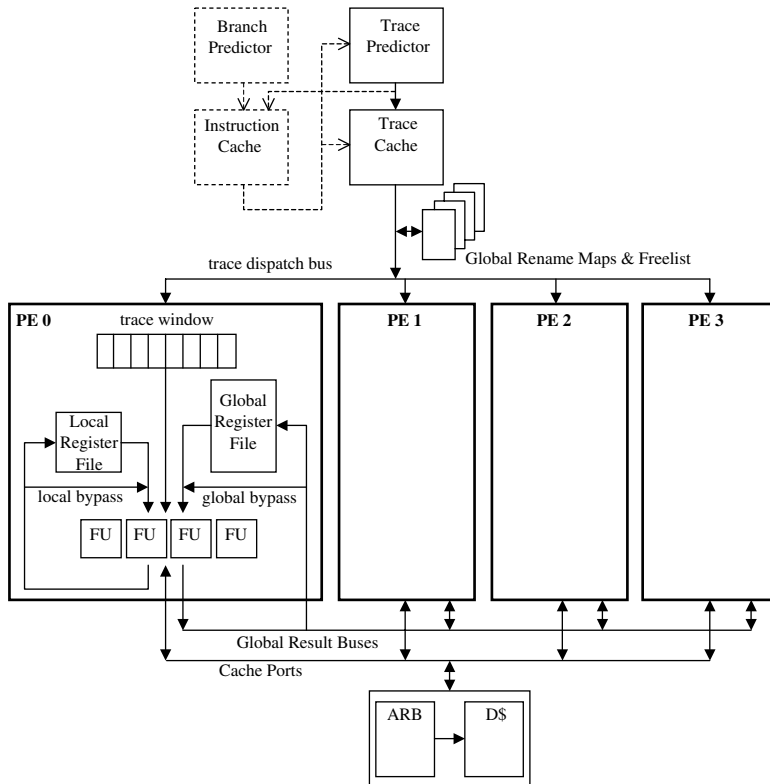 Branch
Predictor
Trace
Predictor
Instruction
Cache
Trace
Cache
Global Rename Maps & Freelist
trace dispatch bus
PE 0
trace window
PE 1
PE 2
PE 3
Local
Register
File
Global
Register
File
local bypass
global bypass
FU
FU
FU
FU
Global Result Buses
Cache Ports
ARB
D$